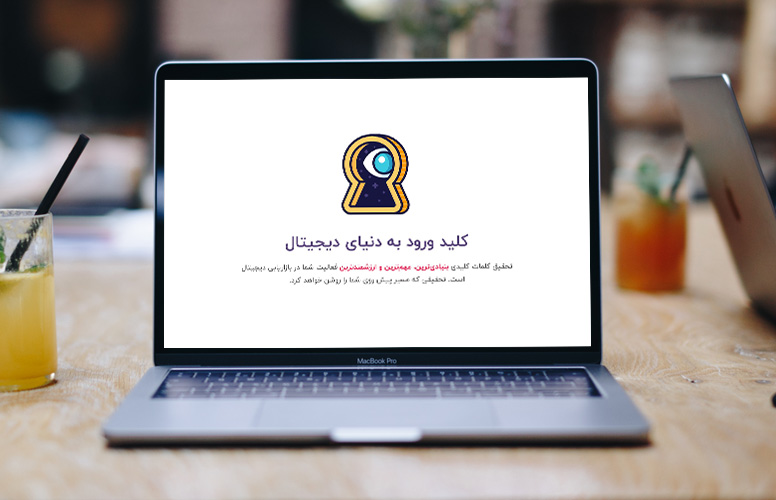 کلید ورود به دنیای دیجیتال
تحقیق کلمات کلیدی بنیادی‌ترین، مهم‌ترین و ارزشمندترین فعالیت شما در بازاریابی دیجیتال
است. تحقیقی که مسیر پیش روی شما را روشن خواهد کرد.
MacBook Pro